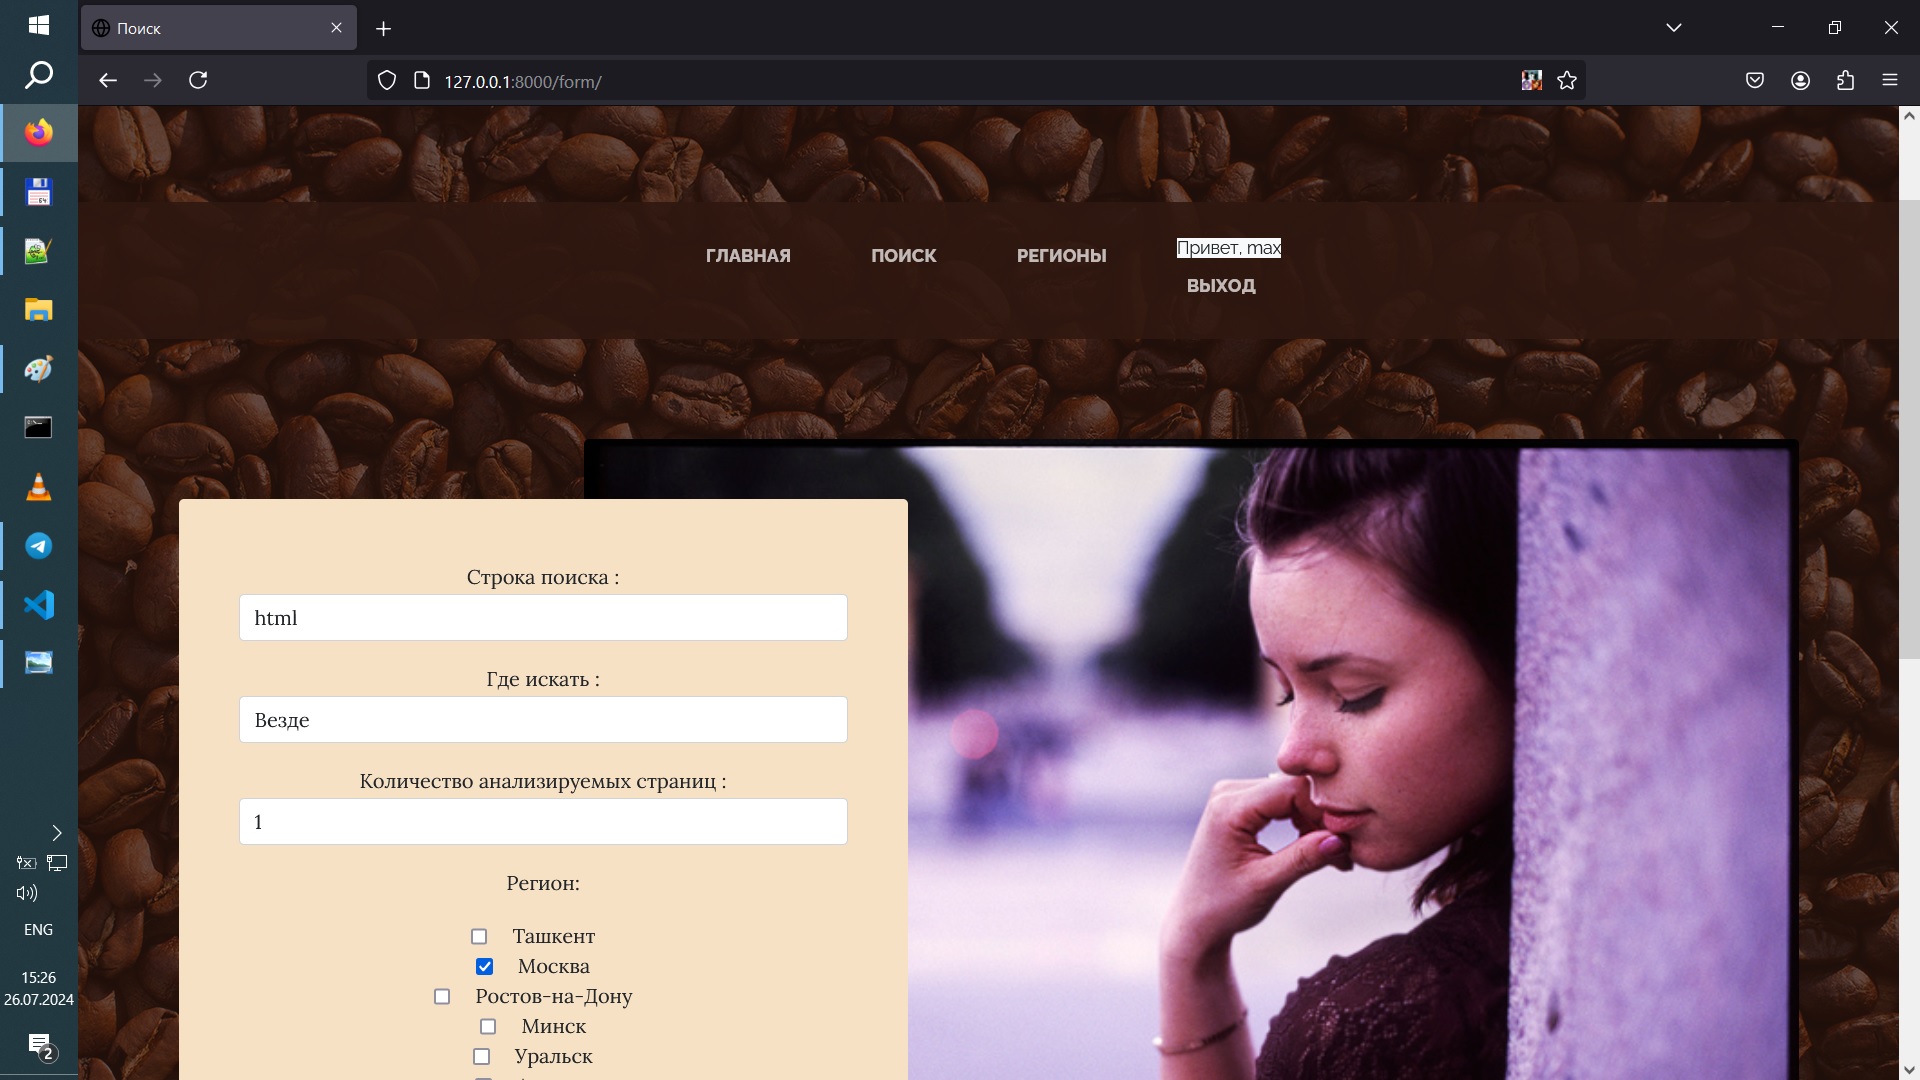 Поиск
127.0.0.1:8000/form/
ГЛАВНАЯ
ПОИСК
РЕГИОНЫ
Привет, max
ВЫХОД
Строка поиска :
html
Где искать :
Везде
Количество анализируемых страниц :
1
Регион:
Ташкент
Москва
Ростов-на-Дону
Минск
Уральск
ENG
15:26
26.07.2024
2